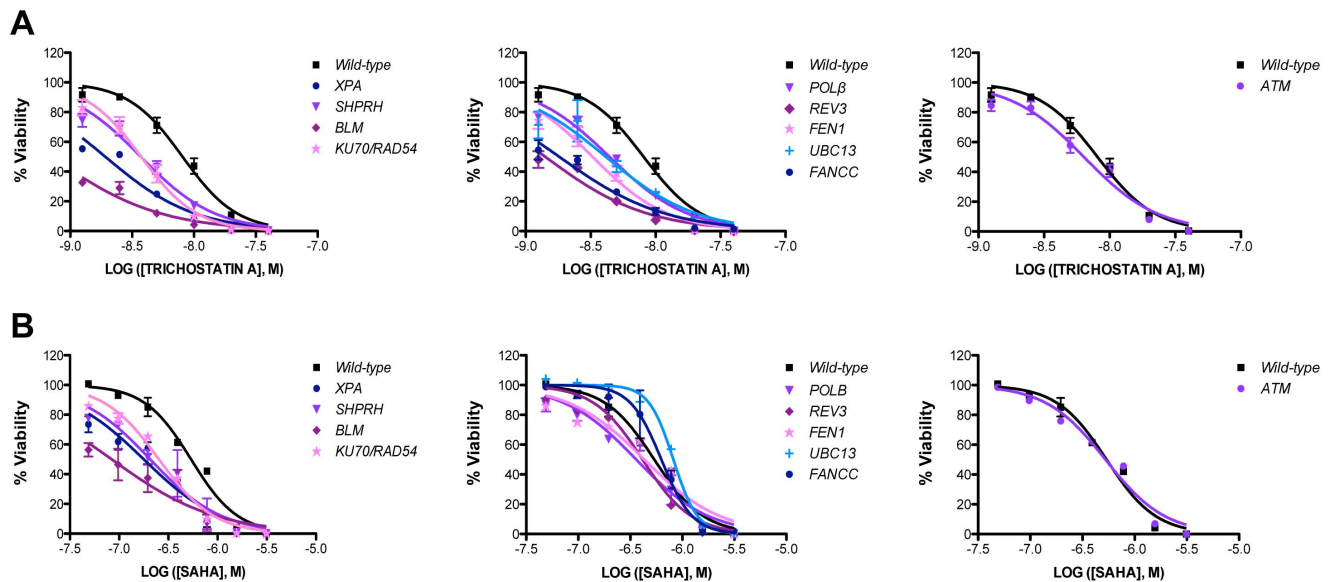 A
120
100
80
60
40
20
0
% Viability
-9.0 -8.5 -8.0 -7.5 -7.0
LOG ([TRICHOSTATIN A], M)
Wild-type
XPA
SHPRH
BLM
KU70/RAD54
120
100
80
60
40
20
0
% Viability
-9.0 -8.5 -8.0 -7.5 -7.0
LOG ([TRICHOSTATIN A], M)
Wild-type
POLβ
REV3
FEN1
UBC13
FANCC
120
100
80
60
40
20
0
% Viability
-9.0 -8.5 -8.0 -7.5 -7.0
LOG ([TRICHOSTATIN A], M)
Wild-type
ATM
B
120
100
80
60
40
20
0
% Viability
-7.5 -7.0 -6.5 -6.0 -5.5 -5.0
LOG ([SAHA], M)
Wild-type
XPA
SHPRH
BLM
KU70/RAD54
120
100
80
60
40
20
0
% Viability
-7.5 -7.0 -6.5 -6.0 -5.5 -5.0
LOG ([SAHA], M)
Wild-type
POLB
REV3
FEN1
UBC13
FANCC
120
100
80
60
40
20
0
% Viability
-7.5 -7.0 -6.5 -6.0 -5.5 -5.0
LOG ([SAHA], M)
Wild-type
ATM